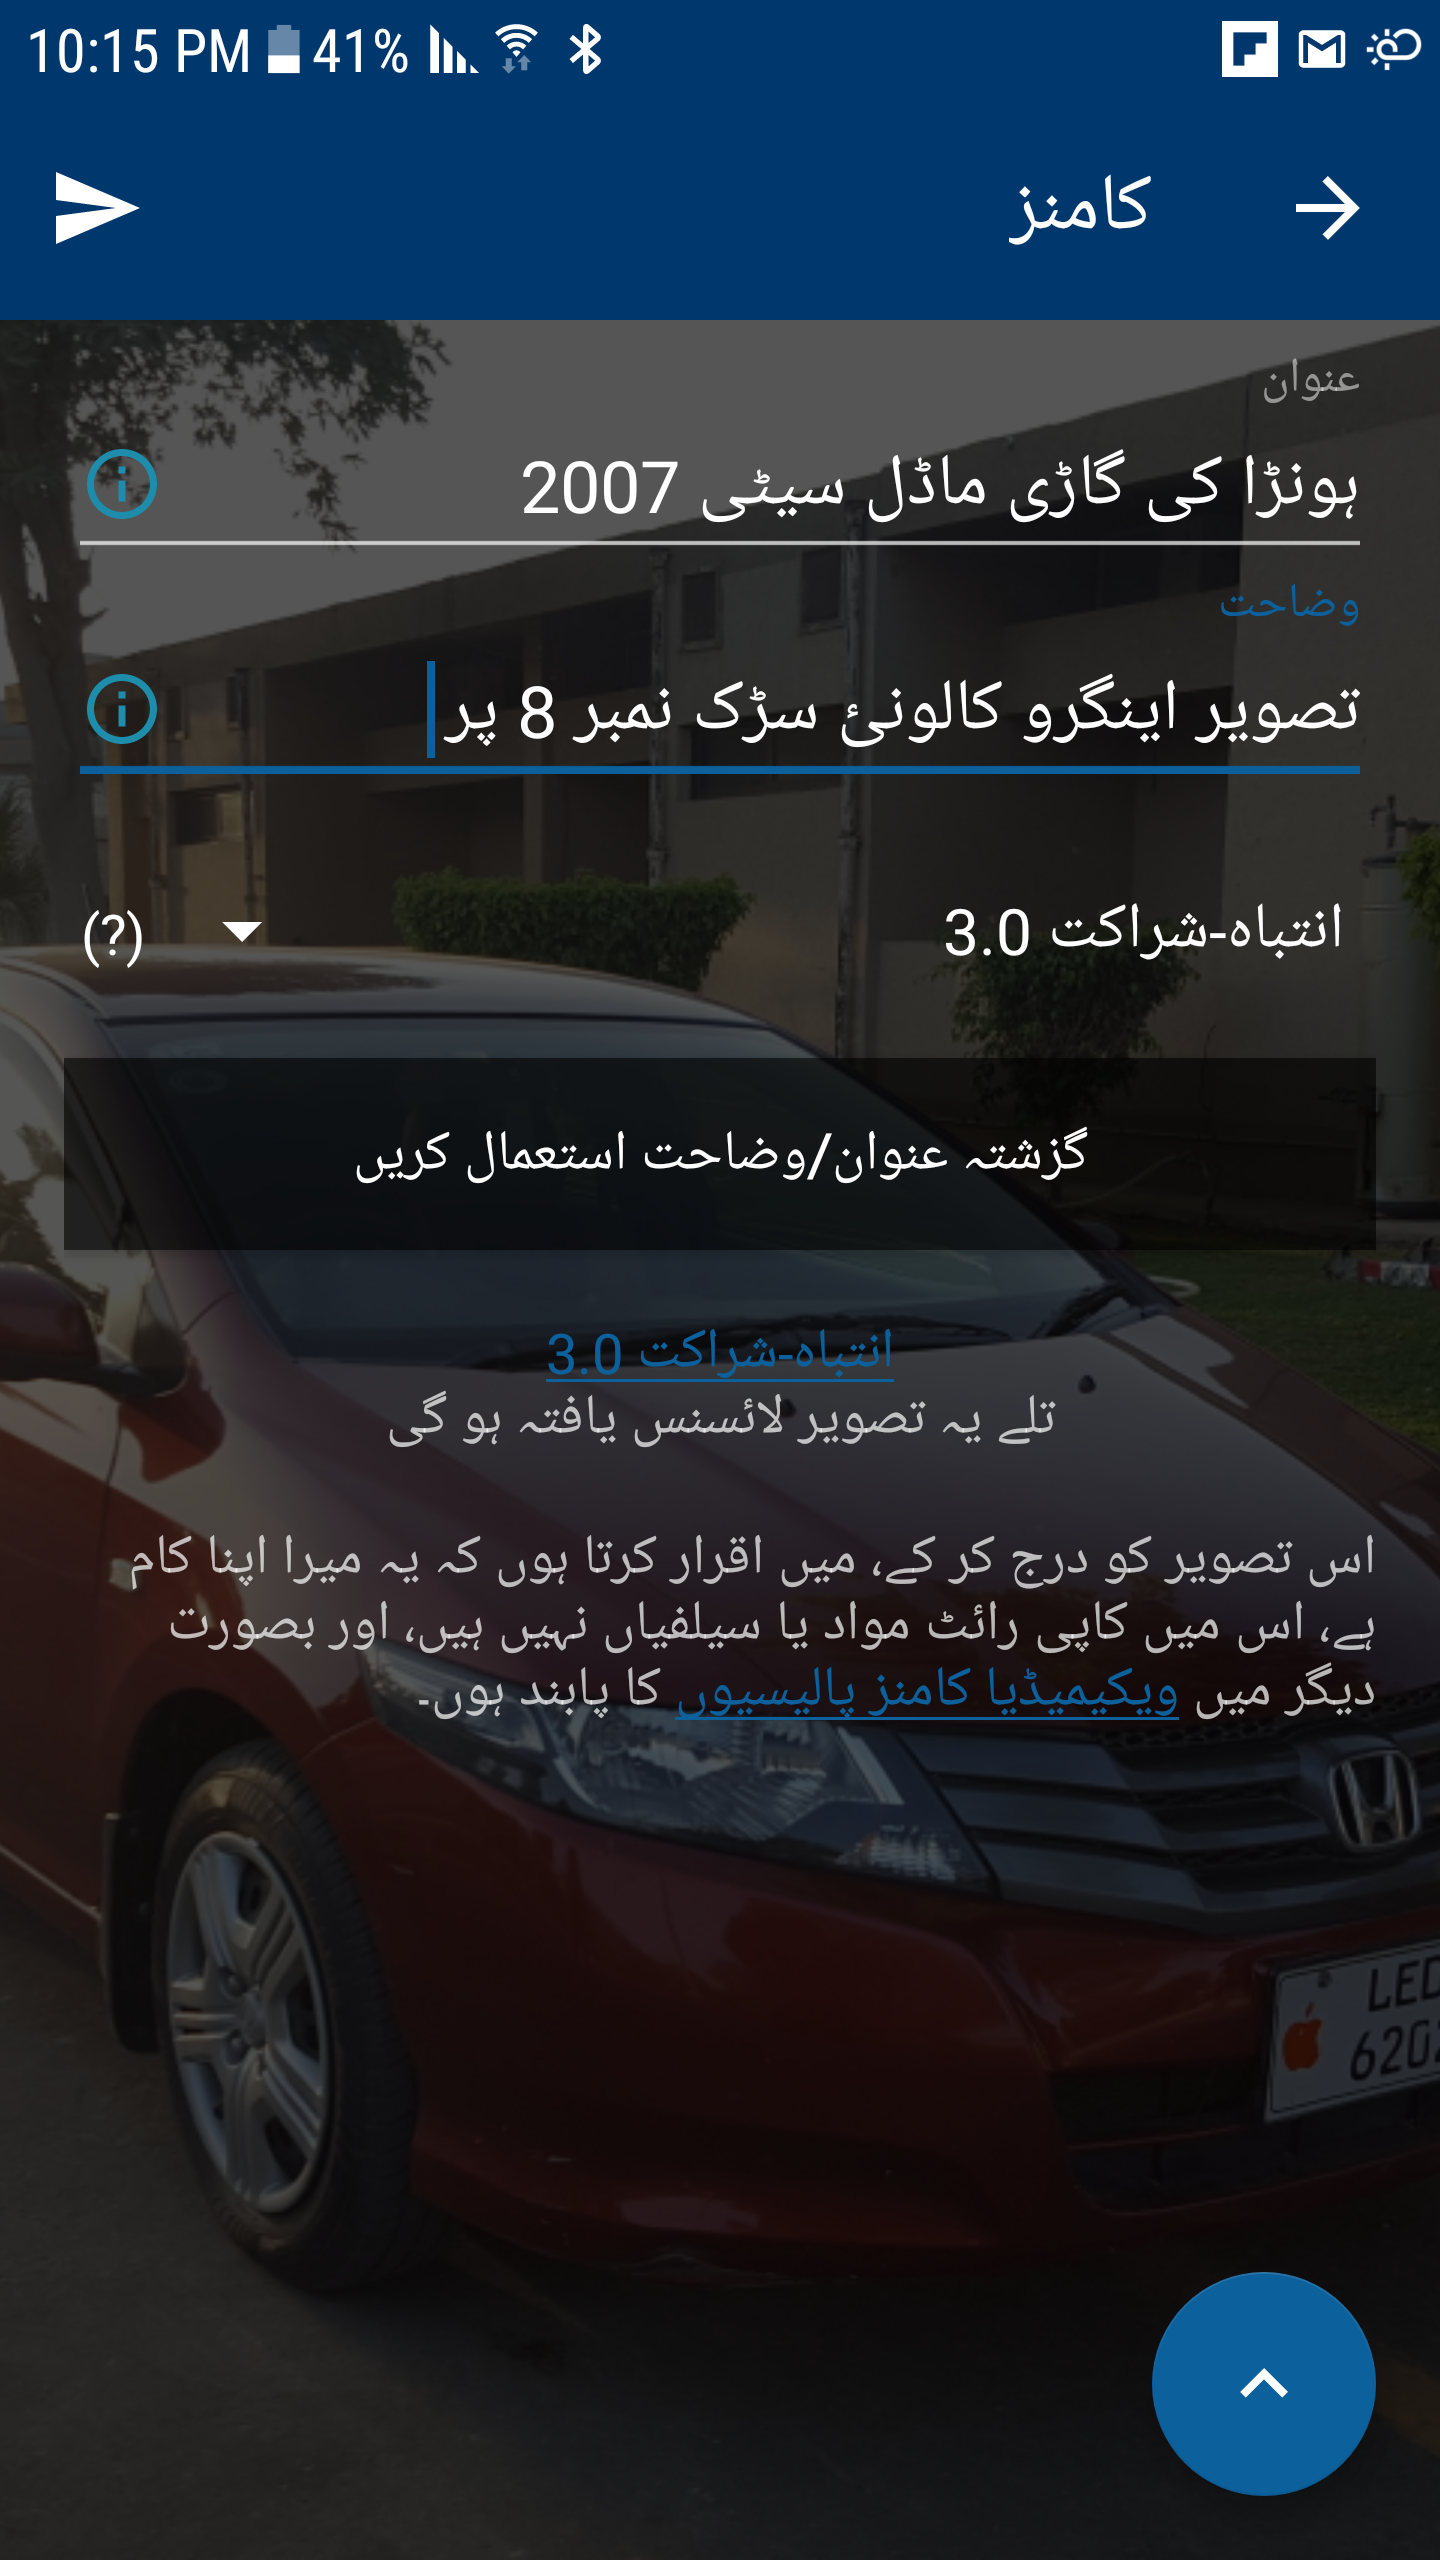 10:15 PM 41%
کامنز
عنوان
ہونڑا کی گاڑی ماڈل سیٹی 2007
وضاحت
تصویر اینگرو کالونئ سڑک نمبر 8 پر
انتباہ-شراکت 3.0
(?)
گزشتہ عنوان/وضاحت استعمال کریں
انتباہ-شراکت 3.0
تلے یہ تصویر لائسنس یافتہ ہو گی
اس تصویر کو درج کر کے، میں اقرار کرتا ہوں کہ یہ میرا اپنا کام
ہے، اس میں کاپی رائٹ مواد یا سیلفیاں نہیں ہیں، اور بصورت
دیگر میں ویکیمیڈیا کامنز پالیسیوں کا پابند ہوں۔